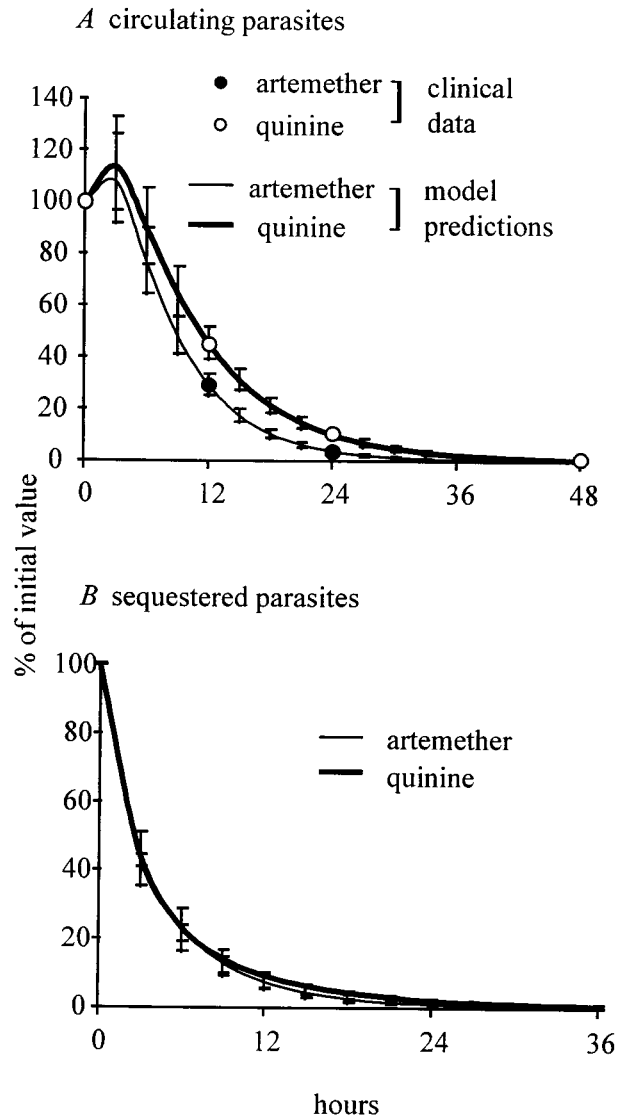 A circulating parasites
artemether clinical
quinine data
artemether model
quinine predictions
140
120
100
80
60
40
20
0
0 12 24 36 48
% of initial value
B sequestered parasites
100
80
60
40
20
0
artemether
quinine
0 12 24 36
hours